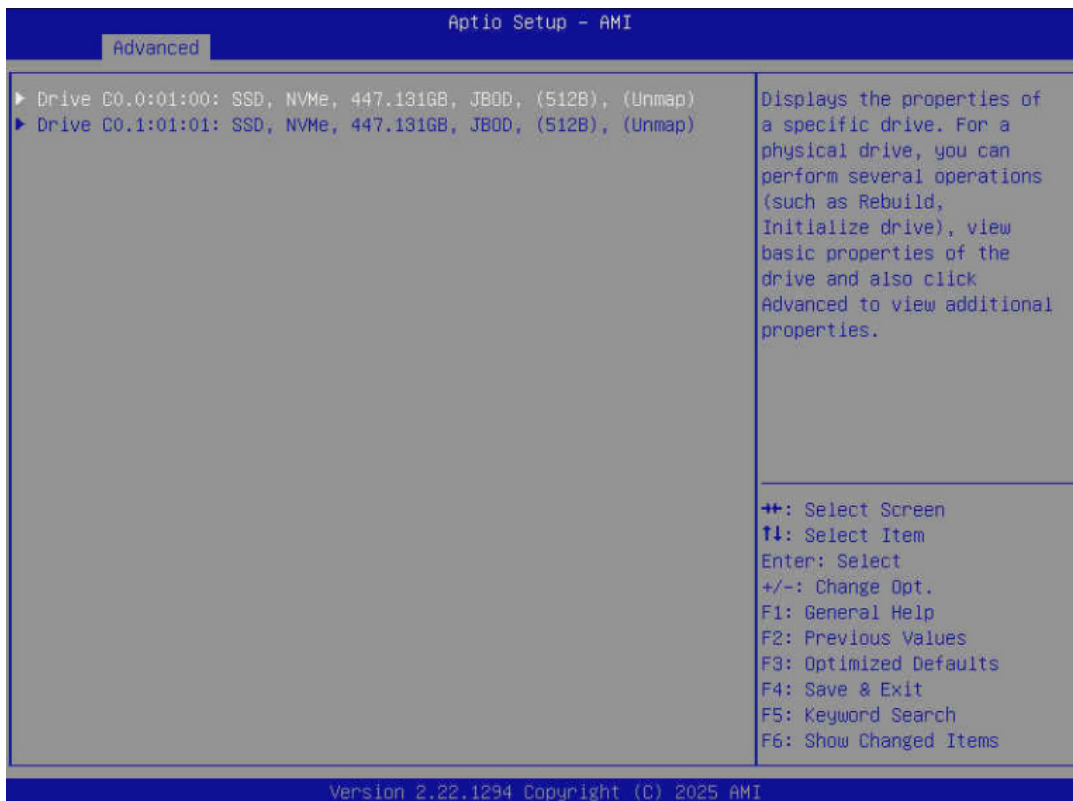 Aptio Setup - AMI
Advanced
Drive C0.0:01:00: SSD, NVMe, 447.131GB, JBOD, (512B), (Unmap)
Drive C0.1:01:01: SSD, NVMe, 447.131GB, JBOD, (512B), (Unmap)
Displays the properties of
a specific drive. For a
physical drive, you can
perform several operations
(such as Rebuild,
Initialize drive), view
basic properties of the
drive and also click
Advanced to view additional
properties.
→←: Select Screen
↑↓: Select Item
Enter: Select
+/-: Change Opt.
F1: General Help
F2: Previous Values
F3: Optimized Defaults
F4: Save & Exit
F5: Keyword Search
F6: Show Changed Items
Version 2.22.1294 Copyright (C) 2025 AMI